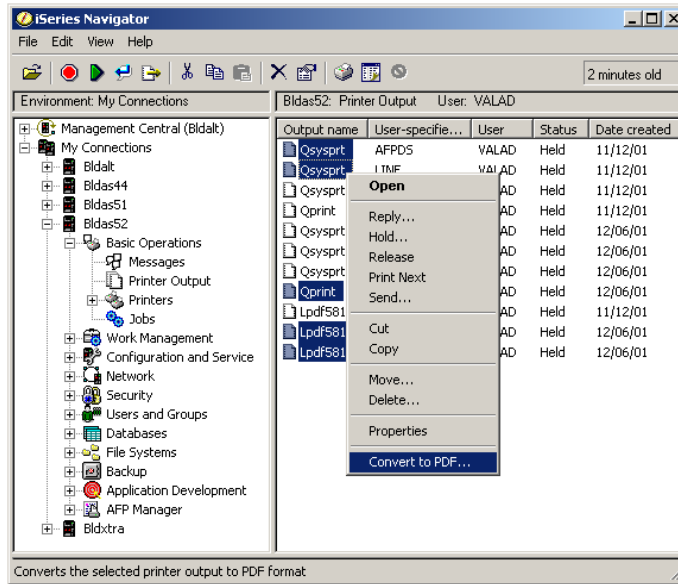 iSeries Navigator
File Edit View Help
2 minutes old
Environment: My Connections
Bldas52: Printer Output User: VALAD
Management Central (Bldalt)
My Connections
Bldalt
Bldas44
Bldas51
Bldas52
Basic Operations
Messages
Printer Output
Printers
Jobs
Work Management
Configuration and Service
Network
Security
Users and Groups
Databases
File Systems
Backup
Application Development
AFP Manager
Bldxtra
Output name User-specifie... User Status Date created
Qsysprt AFPDS VALAD Held 11/12/01
Qsysprt LINE VALAD Held 11/12/01
Qsysprt AD Held 11/12/01
Qprint AD Held 11/12/01
Qsysprt AD Held 12/06/01
Qsysprt AD Held 12/06/01
Qsysprt AD Held 12/06/01
Qprint AD Held 12/06/01
Lpdf581 AD Held 11/12/01
Lpdf581 AD Held 12/06/01
Lpdf581 AD Held 12/06/01
Open
Reply...
Hold...
Release
Print Next
Send...
Cut
Copy
Move...
Delete...
Properties
Convert to PDF...
Converts the selected printer output to PDF format